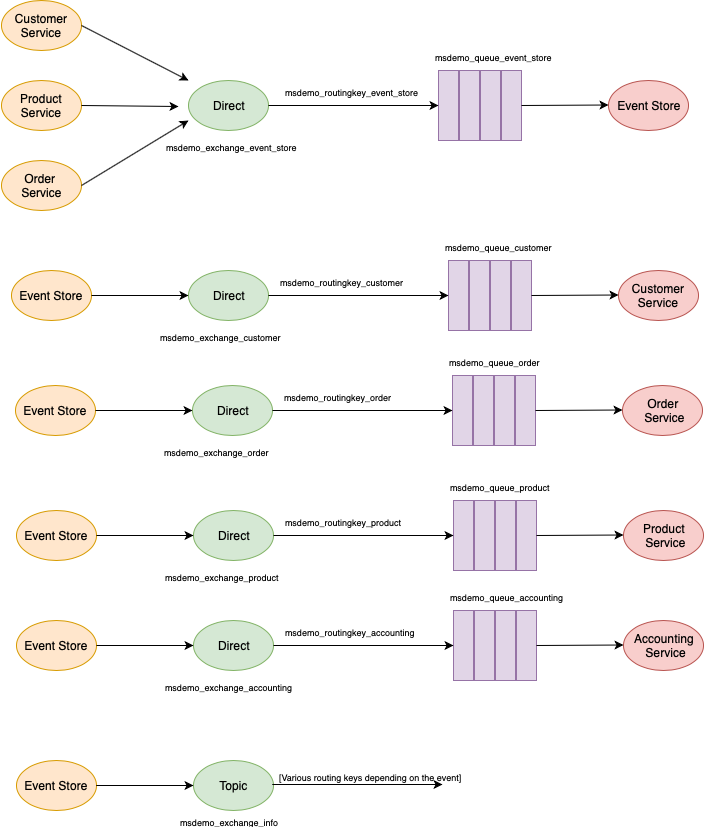 Customer
Service
msdemo_queue_event_store
Product
Service
Direct
msdemo_routingkey_event_store
Event Store
msdemo_exchange_event_store
Order
Service
msdemo_queue_customer
Event Store
Direct
msdemo_routingkey_customer
Customer
Service
msdemo_exchange_customer
msdemo_queue_order
Event Store
Direct
msdemo_routingkey_order
Order
Service
msdemo_exchange_order
msdemo_queue_product
Event Store
Direct
msdemo_routingkey_product
Product
Service
msdemo_exchange_product
msdemo_queue_accounting
Event Store
Direct
msdemo_routingkey_accounting
Accounting
Service
msdemo_exchange_accounting
Event Store
Topic
[Various routing keys depending on the event]
msdemo_exchange_info